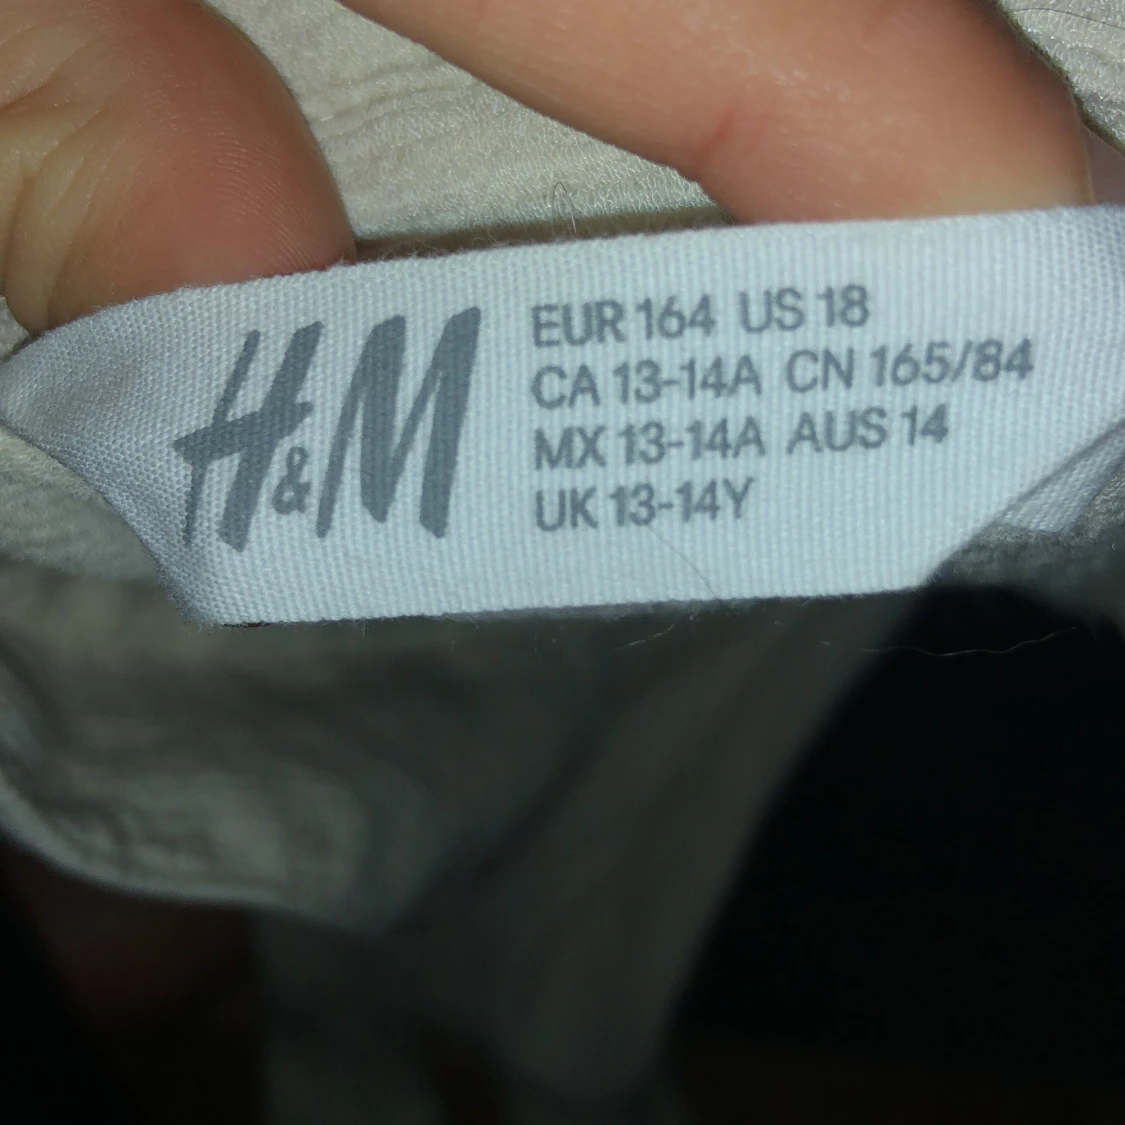 H&M
EUR 164 US 18
CA 13-14A CN 165/84
MX 13-14A AUS 14
UK 13-14Y